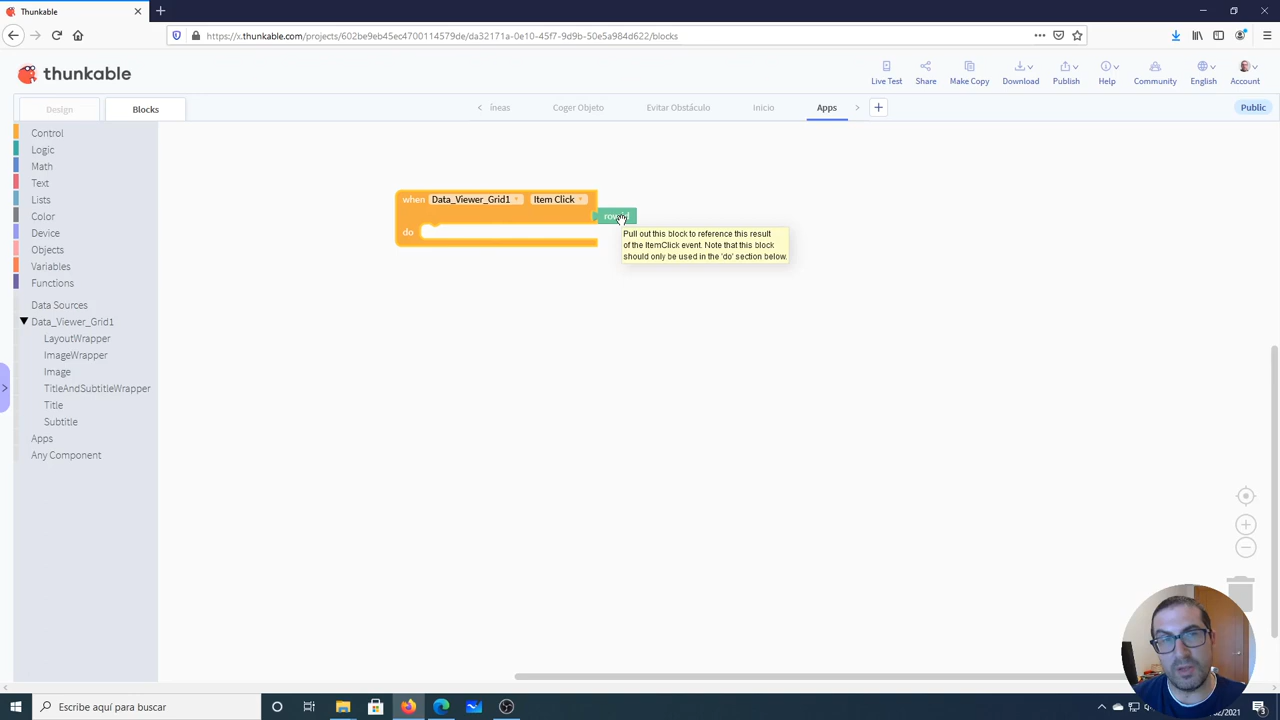 Thunkable
https://x.thunkable.com/projects/602be9eb45ec4700114579de/da32171a-0e10-45f7-9d9b-50e5a984d622/blocks
thunkable
Live Test
Share
Make Copy
Download
Publish
Help
Community
English
Account
Design
Blocks
íneas
Coger Objeto
Evitar Obstáculo
Inicio
Apps
Public
Control
Logic
Math
Text
Lists
Color
Device
Objects
Variables
Functions
Data Sources
Data_Viewer_Grid1
LayoutWrapper
ImageWrapper
Image
TitleAndSubtitleWrapper
Title
Subtitle
Apps
Any Component
when Data_Viewer_Grid1 Item Click
do
Pull out this block to reference this result
of the ItemClick event. Note that this block
should only be used in the 'do' section below.
Escribe aquí para buscar
/2021
3